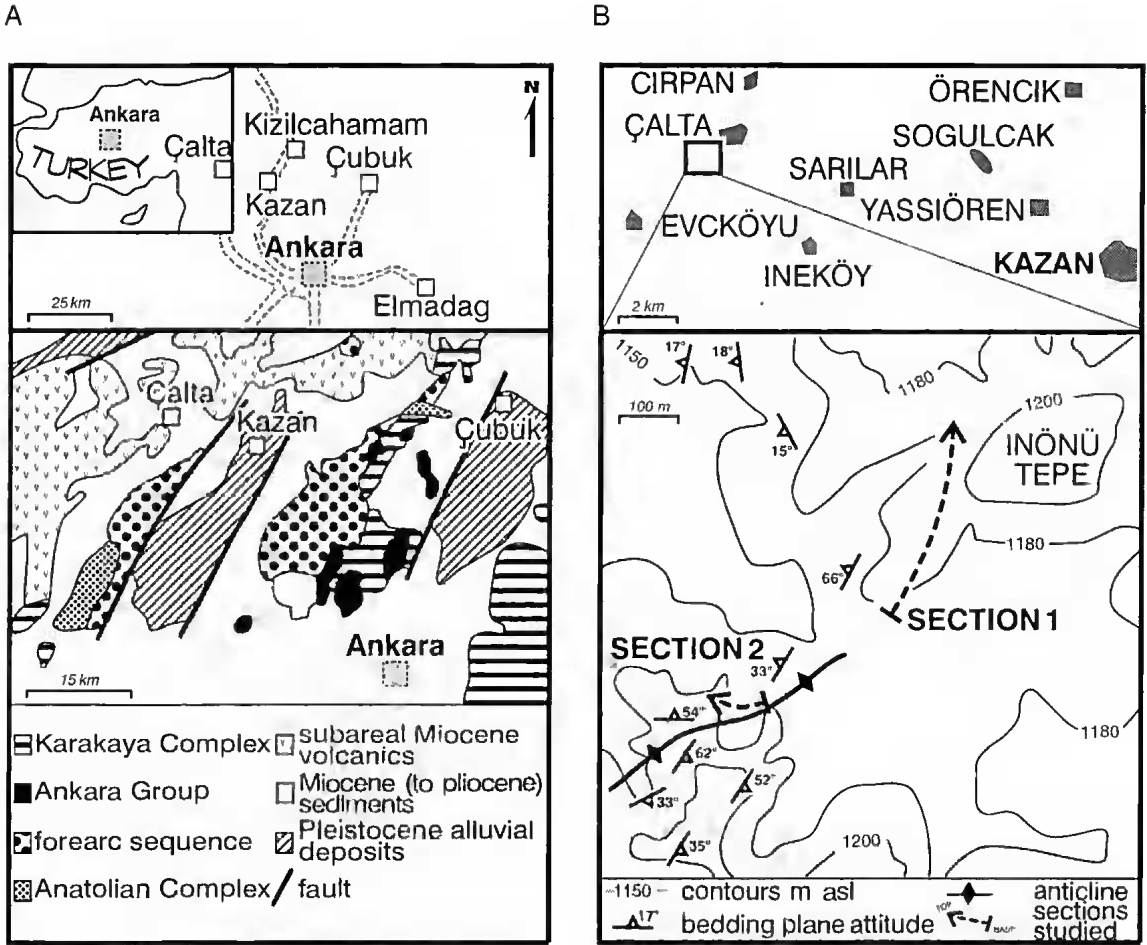 A
B
N
Ankara
TURKEY
Çalta
Kizilcahamam
Çubuk
Kazan
Ankara
Elmadag
25 km
Çalta
Kazan
Çubuk
Ankara
15 km
Karakaya Complex
Ankara Group
forearc sequence
Anatolian Complex
subareal Miocene
volcanics
Miocene (to pliocene)
sediments
Pleistocene alluvial
deposits
fault
CIRPAN
ÖRENCIK
ÇALTA
SOGULCAK
SARILAR
YASSIÖREN
EVCKÖYU
INEKÖY
KAZAN
2 km
1150
17°
18°
1180
100 m
1200
15°
INÖNÜ
TEPE
1180
66°
SECTION 1
SECTION 2
33°
54°
62°
52°
33°
35°
1180
1200
1150 contours m asl
anticline
17° bedding plane attitude
sections
studied